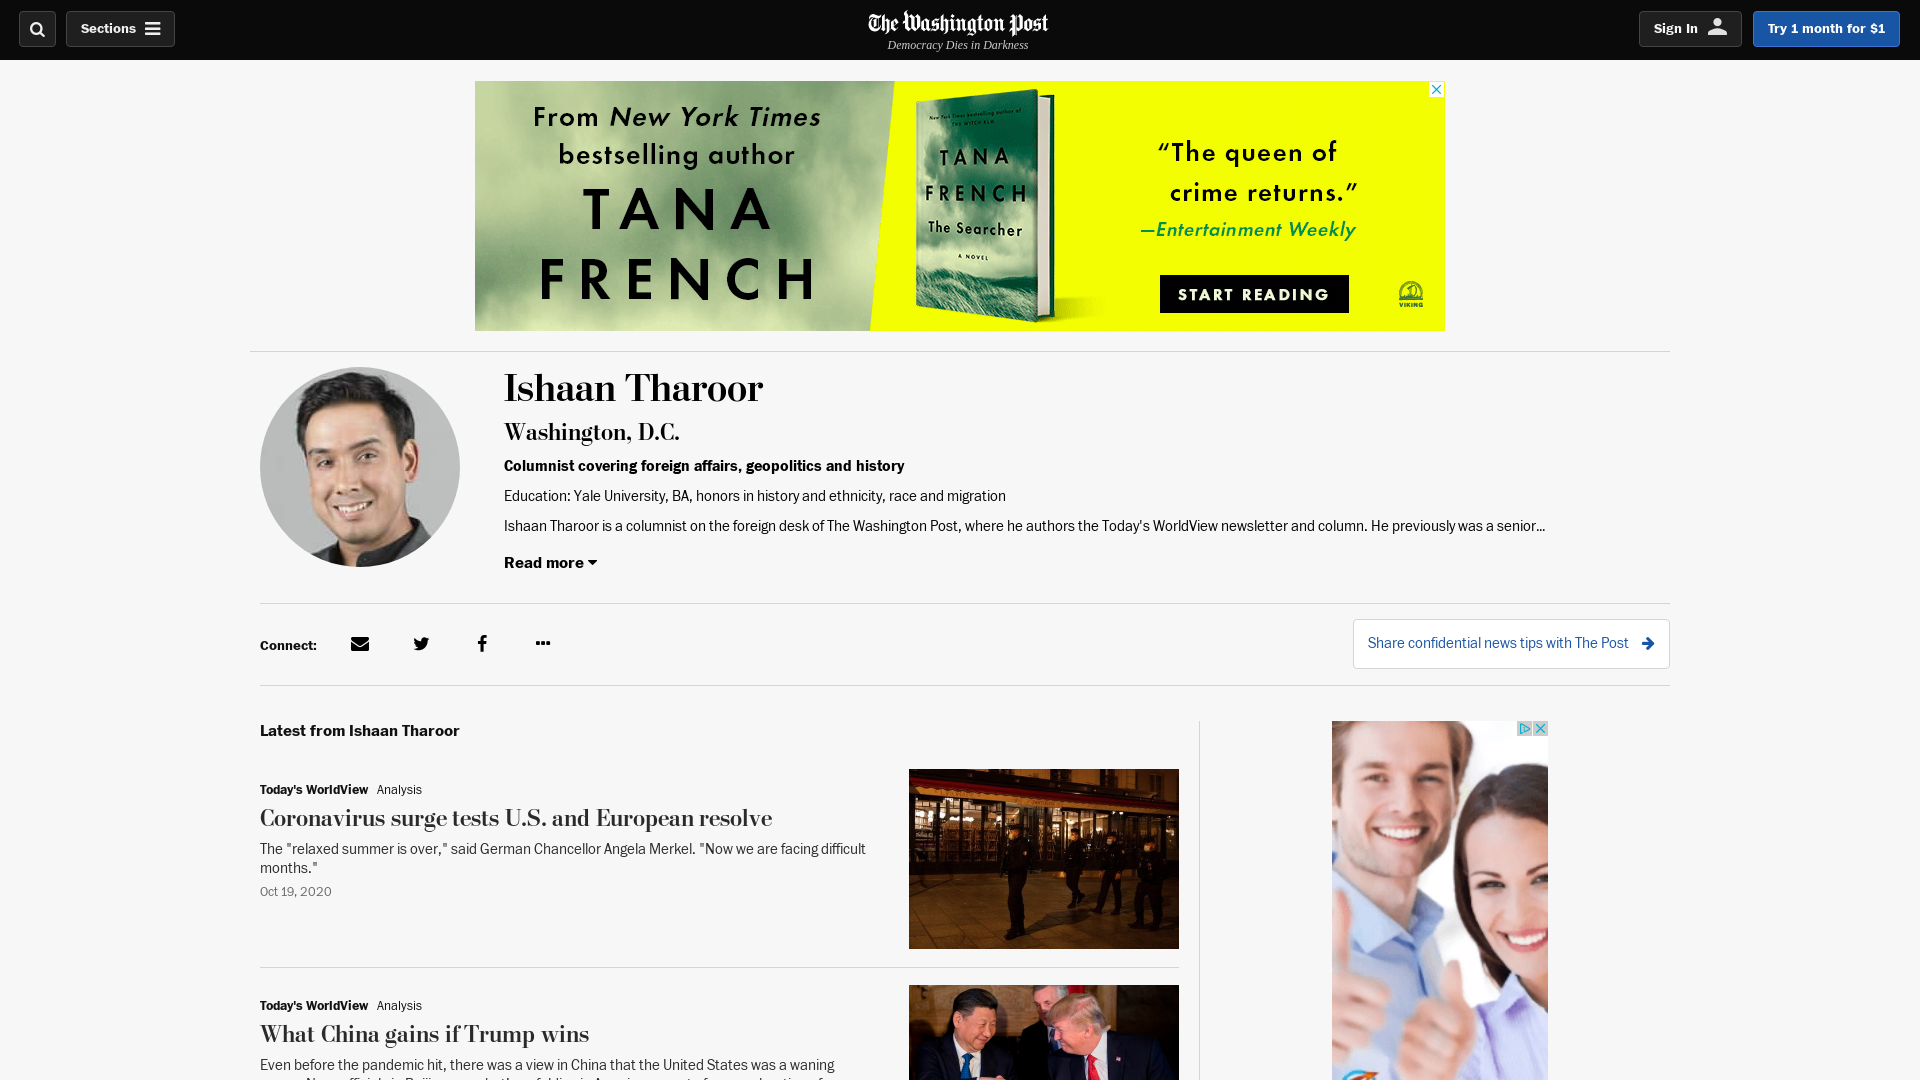 Sections
The Washington Post
Democracy Dies in Darkness
Sign In
Try 1 month for $1
From New York Times
bestselling author
TANA
FRENCH
New York Times bestselling author of
THE WITCH ELM
TANA
FRENCH
The Searcher
A NOVEL
“The queen of
crime returns.”
—Entertainment Weekly
START READING
VIKING
Ishaan Tharoor
Washington, D.C.
Columnist covering foreign affairs, geopolitics and history
Education: Yale University, BA, honors in history and ethnicity, race and migration
Ishaan Tharoor is a columnist on the foreign desk of The Washington Post, where he authors the Today's WorldView newsletter and column. He previously was a senior...
Read more
Connect:
Share confidential news tips with The Post
Latest from Ishaan Tharoor
Today's WorldView Analysis
Coronavirus surge tests U.S. and European resolve
The "relaxed summer is over," said German Chancellor Angela Merkel. "Now we are facing difficult
months."
Oct 19, 2020
Today's WorldView Analysis
What China gains if Trump wins
Even before the pandemic hit, there was a view in China that the United States was a waning